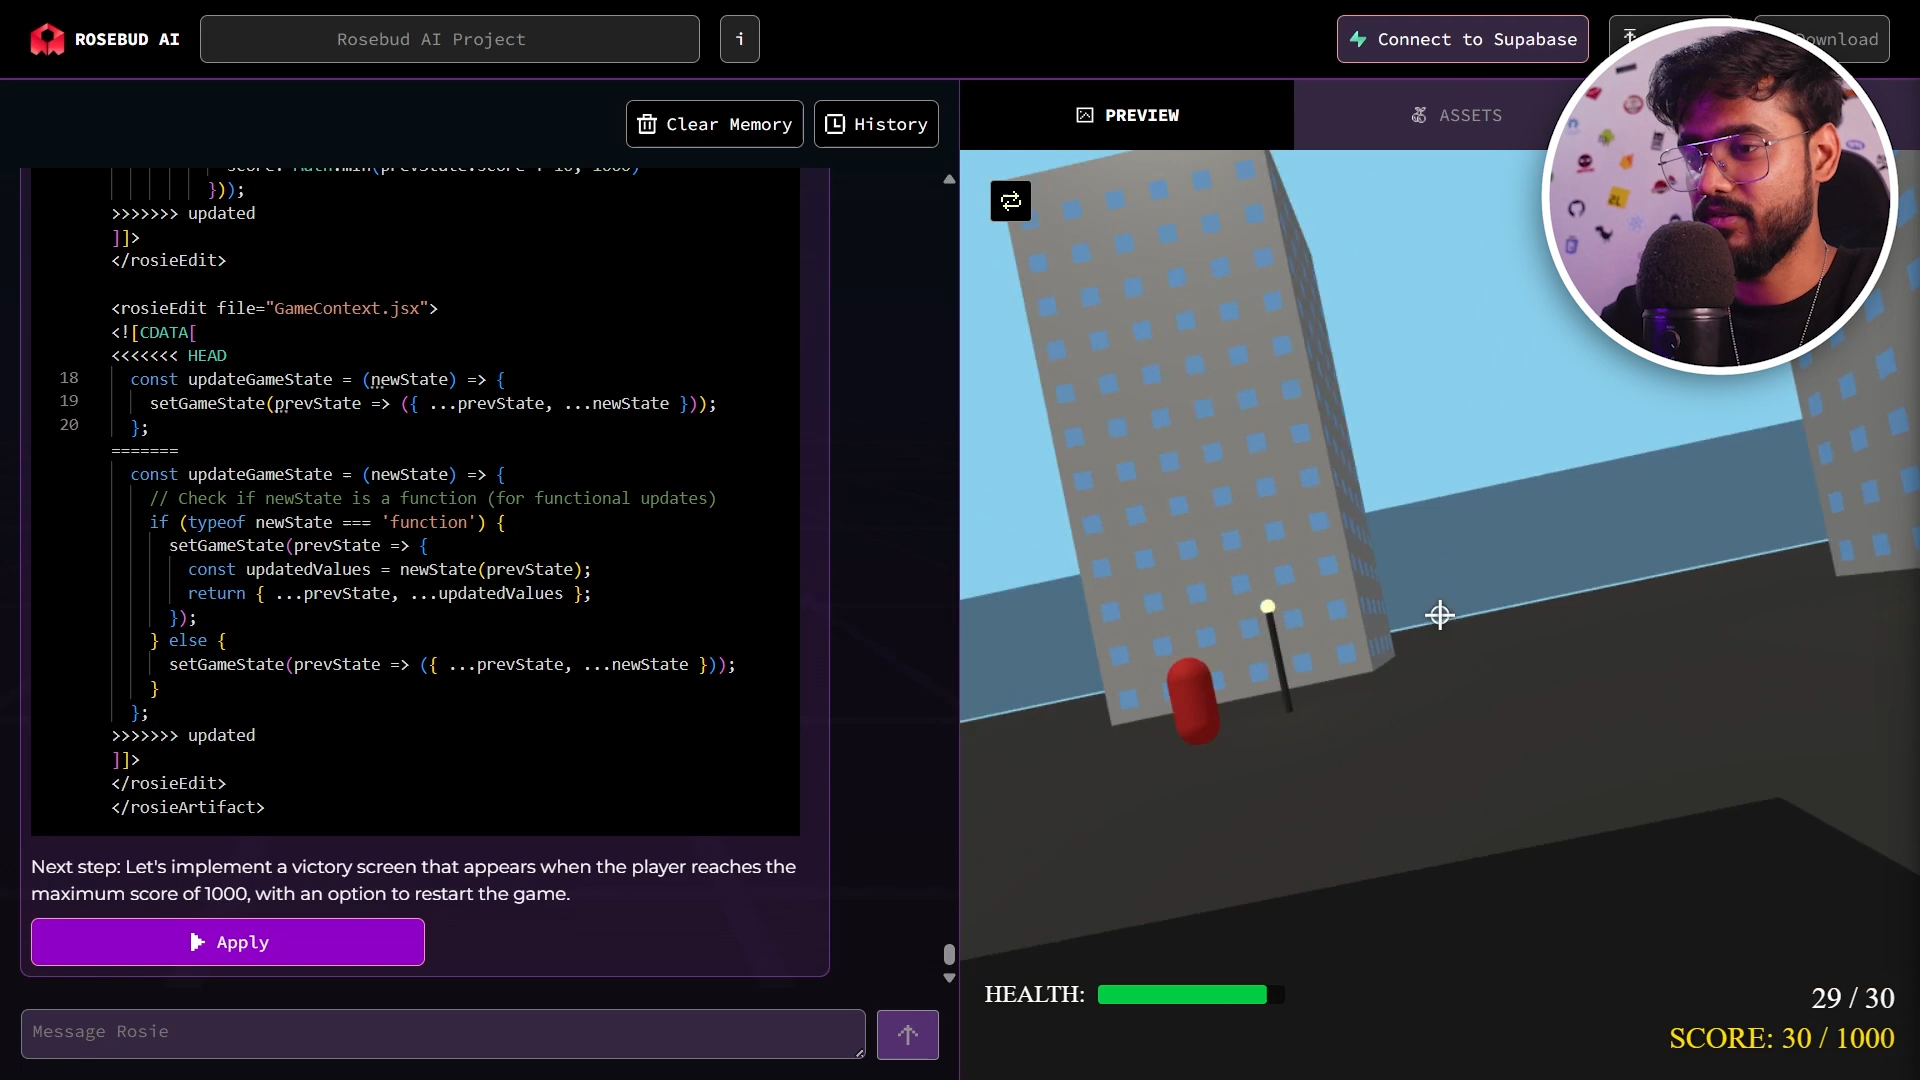 ROSEBUD AI
Rosebud AI Project
i
Connect to Supabase
Clear Memory
History
PREVIEW
ASSETS
}));
>>>>>>> updated
]]>
</rosieEdit>
<rosieEdit file="GameContext.jsx">
<![CDATA[
<<<<<<< HEAD
18 const updateGameState = (newState) => {
19 setGameState(prevState => ({ ...prevState, ...newState }));
20 };
=======
const updateGameState = (newState) => {
// Check if newState is a function (for functional updates)
if (typeof newState === 'function') {
setGameState(prevState => {
const updatedValues = newState(prevState);
return { ...prevState, ...updatedValues };
});
} else {
setGameState(prevState => ({ ...prevState, ...newState }));
}
};
>>>>>>> updated
]]>
</rosieEdit>
</rosieArtifact>
Next step: Let's implement a victory screen that appears when the player reaches the
maximum score of 1000, with an option to restart the game.
Apply
Message Rosie
HEALTH:
29 / 30
SCORE: 30 / 1000